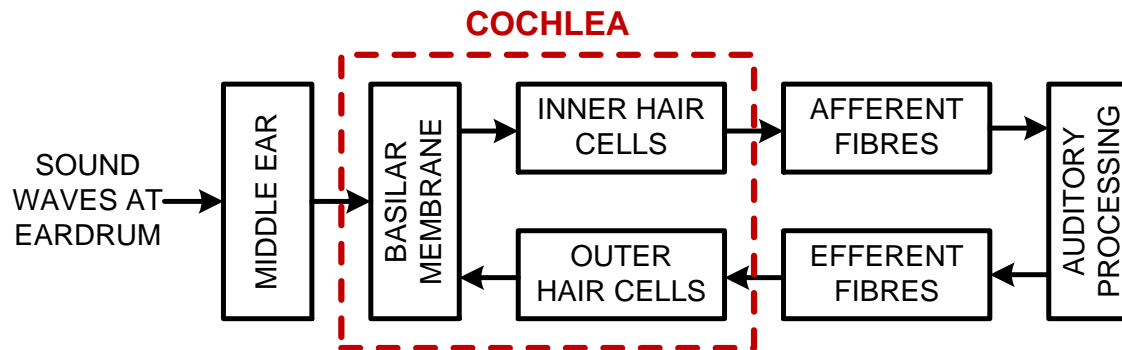 COCHLEA
SOUND
WAVES AT
EARDRUM
MIDDLE EAR
BASILAR
MEMBRANE
INNER HAIR
CELLS
OUTER
HAIR CELLS
AFFERENT
FIBRES
EFFERENT
FIBRES
AUDITORY
PROCESSING